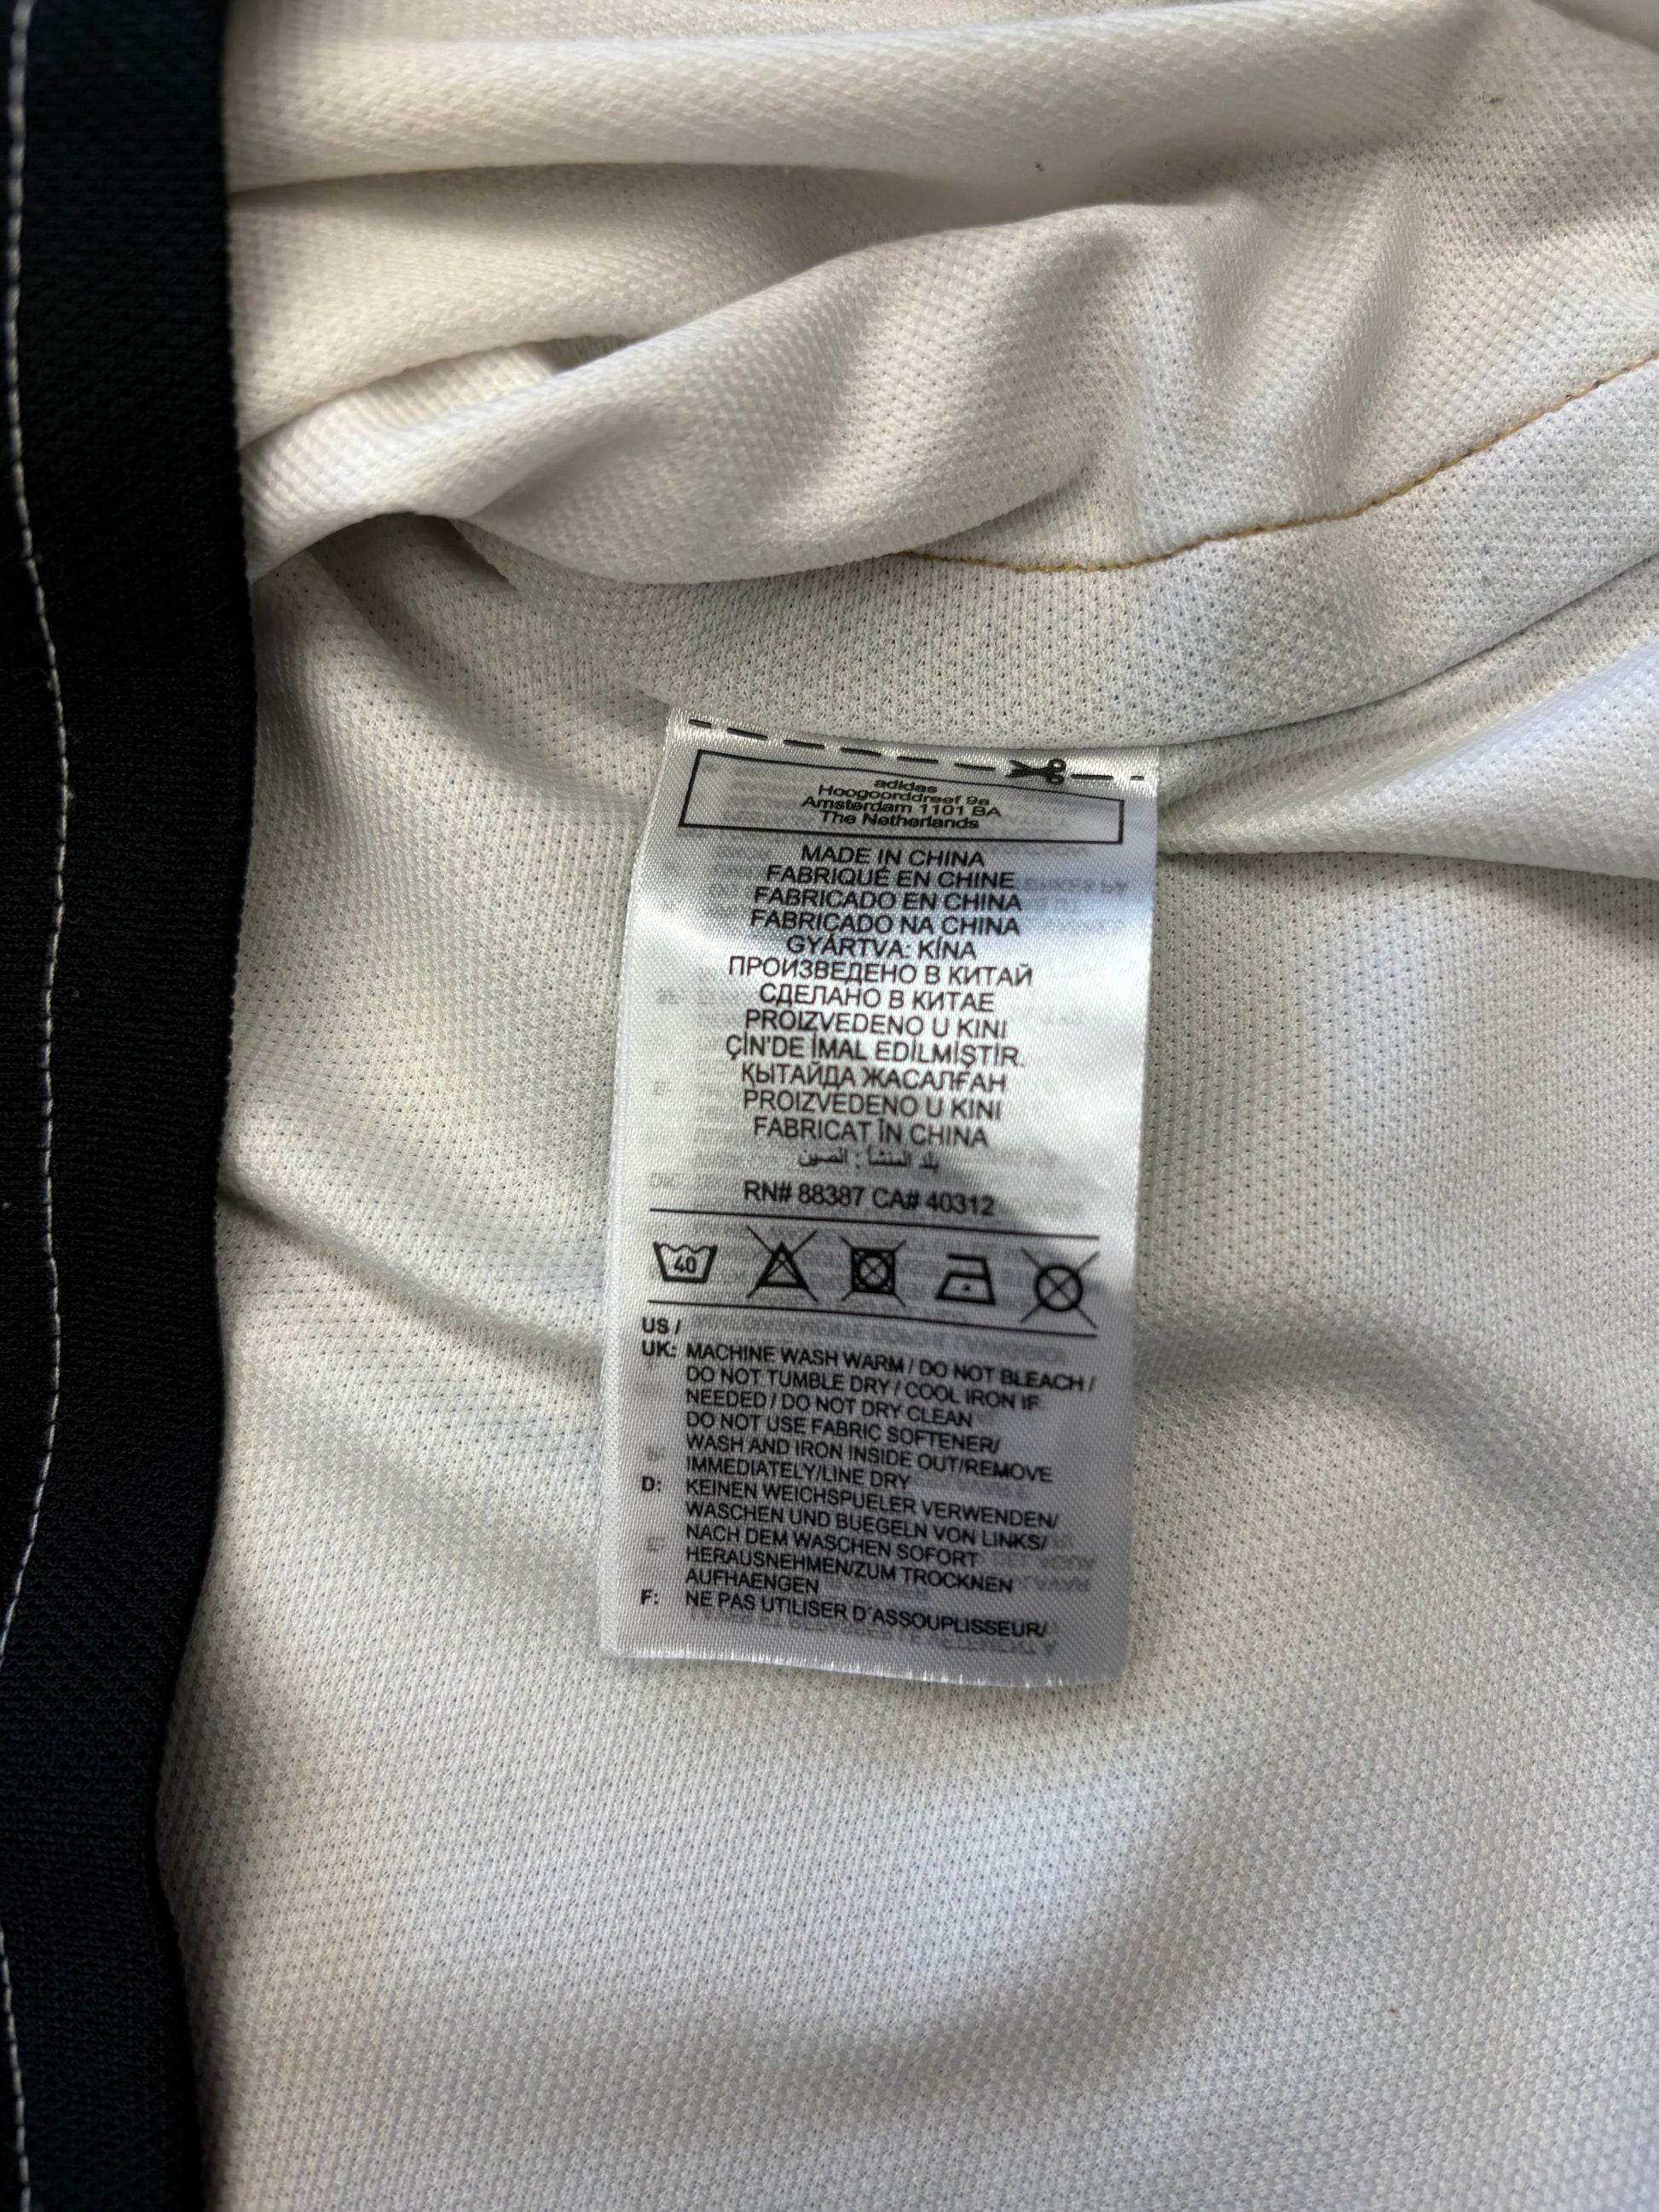 adidas
Hoogoorddreef 9a
Amsterdam 1101 BA
The Netherlands
MADE IN CHINA
FABRIQUÉ EN CHINE
FABRICADO EN CHINA
FABRICADO NA CHINA
GYÁRTVA: KÍNA
ПРОИЗВЕДЕНО В КИТАЙ
СДЕЛАНО В КИТАЕ
PROIZVEDENO U KINI
ÇİN'DE İMAL EDİLMİŞTİR.
ҚЫТАЙДА ЖАСАЛҒАН
PROIZVEDENO U KINI
FABRICAT ÎN CHINA
بلد المنشأ : الصين
RN# 88387 CA# 40312
40
US /
UK: MACHINE WASH WARM / DO NOT BLEACH /
DO NOT TUMBLE DRY / COOL IRON IF
NEEDED / DO NOT DRY CLEAN
DO NOT USE FABRIC SOFTENER/
WASH AND IRON INSIDE OUT/REMOVE
IMMEDIATELY/LINE DRY
D: KEINEN WEICHSPUELER VERWENDEN/
WASCHEN UND BUEGELN VON LINKS/
NACH DEM WASCHEN SOFORT
HERAUSNEHMEN/ZUM TROCKNEN
AUFHAENGEN
F: NE PAS UTILISER D'ASSOUPLISSEUR/